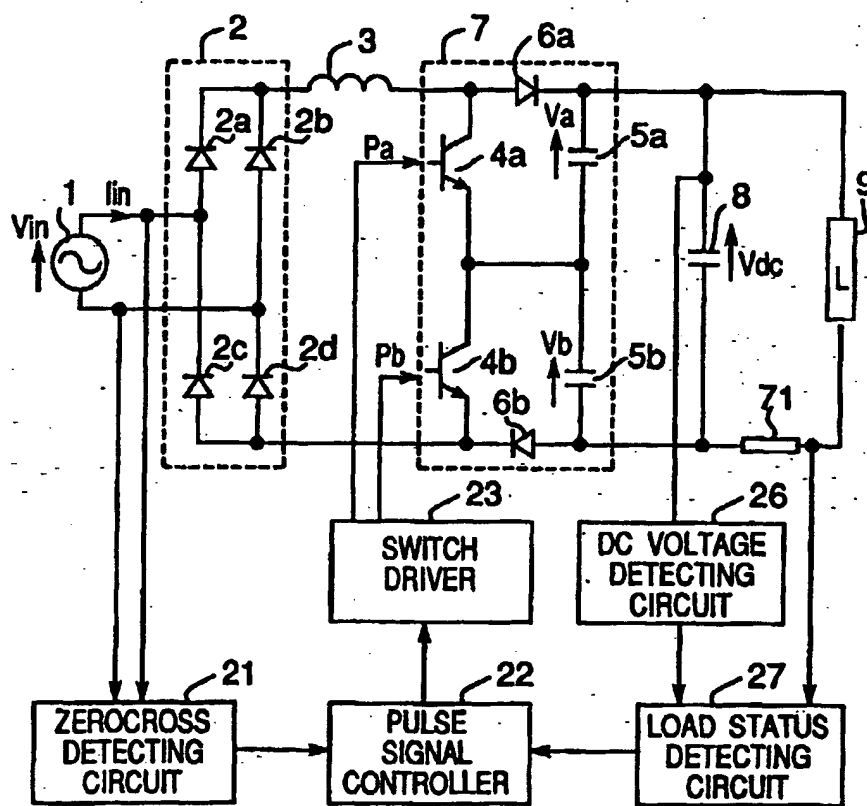 2
3
7
6a
2a
2b
Va
5a
Pa
4a
8
9
1
Iin
Vin
Vdc
L
2c
2d
Pb
4b
Vb
5b
6b
71
23
SWITCH
DRIVER
26
DC VOLTAGE
DETECTING
CIRCUIT
21
ZEROCROSS
DETECTING
CIRCUIT
22
PULSE
SIGNAL
CONTROLLER
27
LOAD STATUS
DETECTING
CIRCUIT